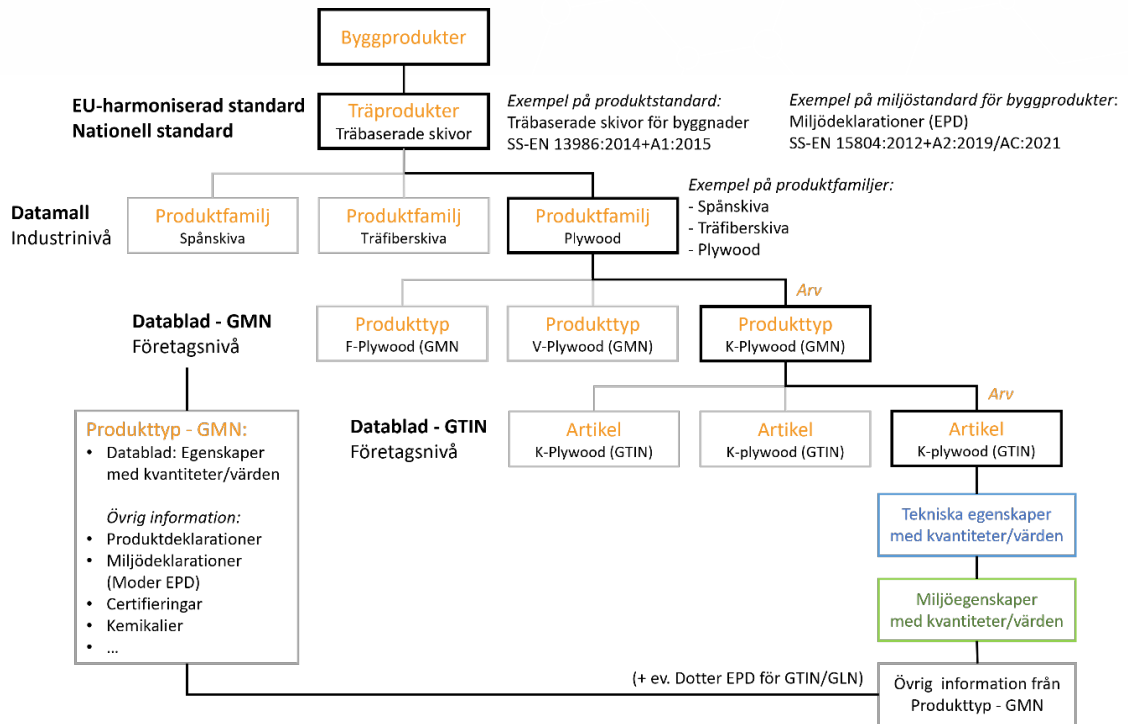 Byggprodukter
EU-harmoniserad standard
Nationell standard
Träprodukter
Träbaserade skivor
Exempel på produktstandard:
Träbaserade skivor för byggnader
SS-EN 13986:2014+A1:2015
Exempel på miljöstandard för byggprodukter:
Miljödeklarationer (EPD)
SS-EN 15804:2012+A2:2019/AC:2021
Datamall
Industrinivå
Produktfamilj
Spånskiva
Produktfamilj
Träfiberskiva
Produktfamilj
Plywood
Exempel på produktfamiljer:
- Spånskiva
- Träfiberskiva
- Plywood
Arv
Datablad - GMN
Företagsnivå
Produkttyp
F-Plywood (GMN
Produkttyp
V-Plywood (GMN)
Produkttyp
K-Plywood (GMN)
Arv
Datablad - GTIN
Företagsnivå
Artikel
K-Plywood (GTIN)
Artikel
K-plywood (GTIN)
Artikel
K-plywood (GTIN)
Produkttyp - GMN:
• Datablad: Egenskaper
med kvantiteter/värden
Övrig information:
• Produktdeklarationer
• Miljödeklarationer
(Moder EPD)
• Certifieringar
• Kemikalier
• ...
Tekniska egenskaper
med kvantiteter/värden
Miljöegenskaper
med kvantiteter/värden
(+ ev. Dotter EPD för GTIN/GLN)
Övrig information från
Produkttyp - GMN